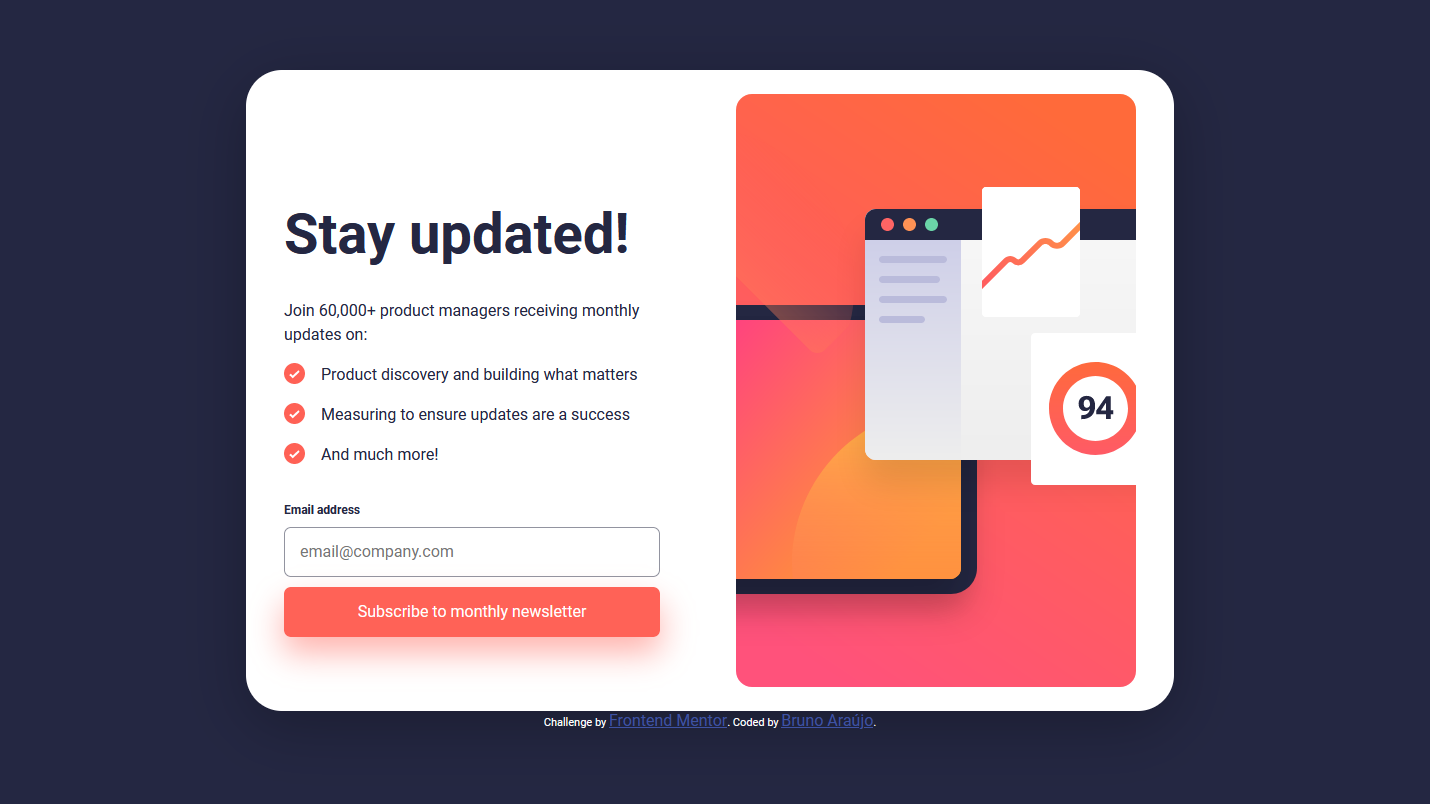 Stay updated!
Join 60,000+ product managers receiving monthly
updates on:
Product discovery and building what matters
Measuring to ensure updates are a success
And much more!
Email address
email@company.com
Subscribe to monthly newsletter
94
Challenge by Frontend Mentor. Coded by Bruno Araújo.